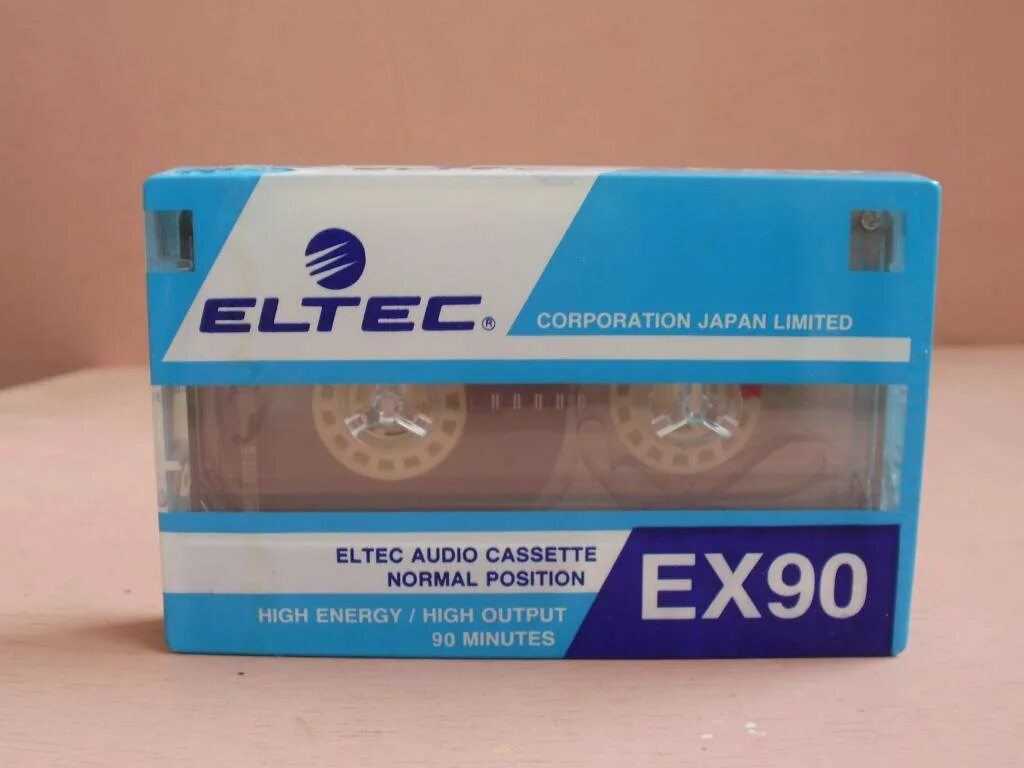 ELTEC®
CORPORATION JAPAN LIMITED
ELTEC AUDIO CASSETTE
NORMAL POSITION
EX90
HIGH ENERGY / HIGH OUTPUT
90 MINUTES